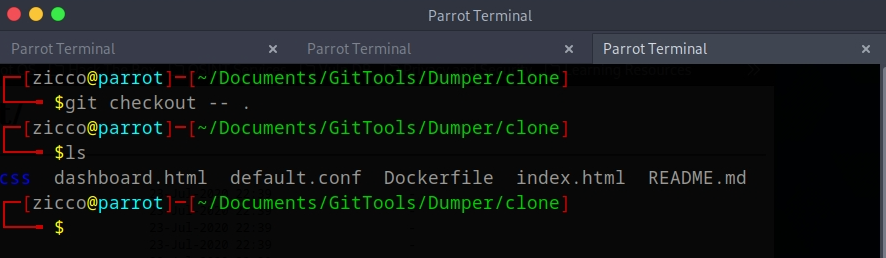 Parrot Terminal
Parrot Terminal × Parrot Terminal × Parrot Terminal ×
[zicco@parrot]─[~/Documents/GitTools/Dumper/clone]
$git checkout -- .
[zicco@parrot]─[~/Documents/GitTools/Dumper/clone]
$ls
css dashboard.html default.conf Dockerfile index.html README.md
[zicco@parrot]─[~/Documents/GitTools/Dumper/clone]
$